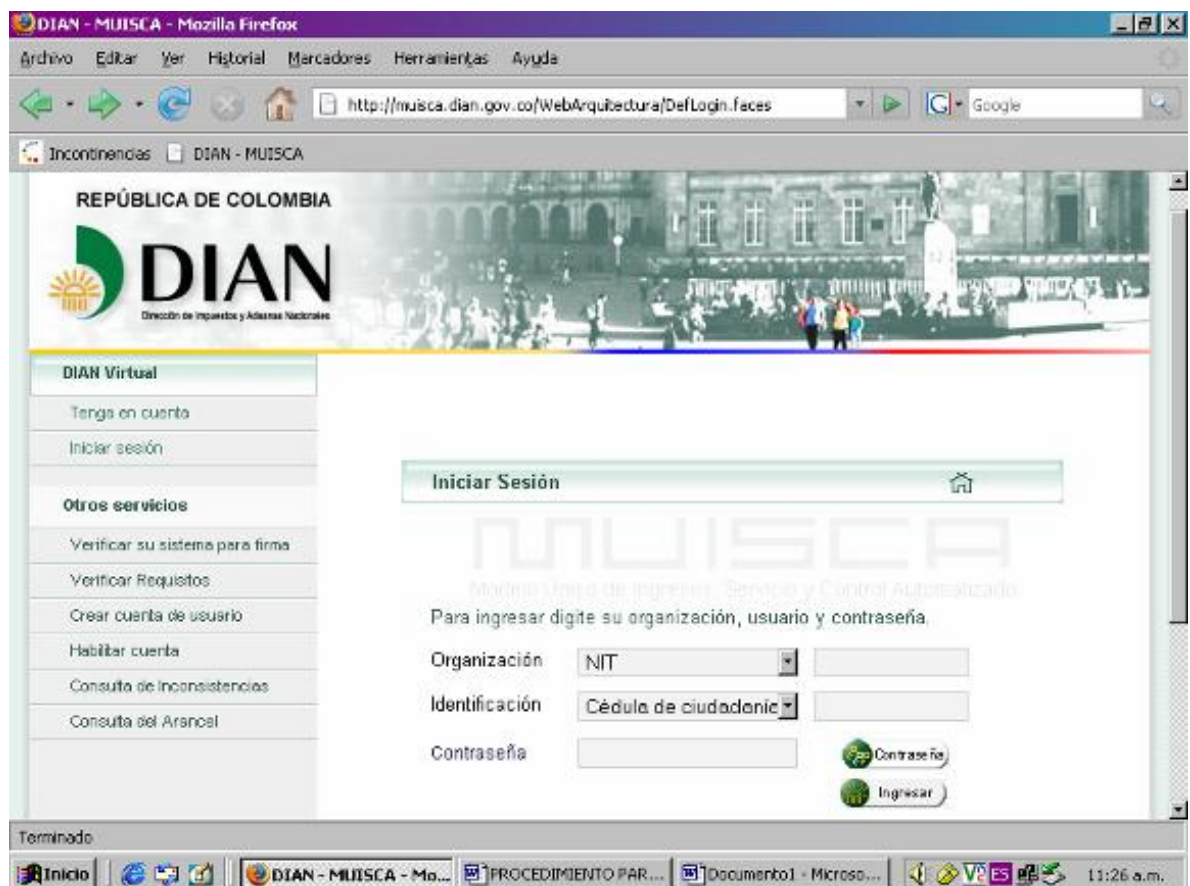 DIAN - MUISCA - Mozilla Firefox
Archivo Editar Ver Historial Marcadores Herramientas Ayuda
http://muisca.dian.gov.co/WebArquitectura/DefLogin.faces
Google
Incontinencias DIAN - MUISCA
REPÚBLICA DE COLOMBIA
DIAN
Dirección de Impuestos y Aduanas Nacionales
DIAN Virtual
Tenga en cuenta
Iniciar sesión
Otros servicios
Verificar su sistema para firma
Verificar Requisitos
Crear cuenta de usuario
Habilitar cuenta
Consulta de Inconsistencias
Consulta del Arancel
Iniciar Sesión
MUISCA
Modelo Único de Ingresos, Servicio y Control Automatizado
Para ingresar digite su organización, usuario y contraseña.
Organización NIT
Identificación Cédula de ciudadaníc
Contraseña Contraseña
Ingresar
Terminado
Inicio DIAN - MUISCA - Mo... PROCEDIMIENTO PAR... Documento1 - Microso... ES 11:26 a.m.